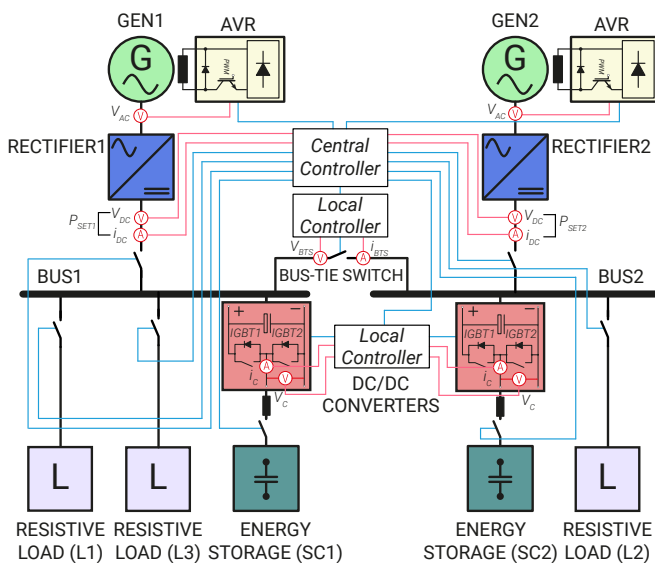 GEN1
AVR
GEN2
AVR
G
PWM
G
PWM
V_AC
V
V_AC
V
RECTIFIER1
Central
Controller
RECTIFIER2
Local
Controller
P_SET1
V_DC
V
i_DC
A
V_BTS
V
A
i_BTS
V
V_DC
A
i_DC
P_SET2
BUS1
BUS-TIE SWITCH
BUS2
+
–
IGBT1
IGBT2
A
i_C
V
V_C
Local
Controller
DC/DC
CONVERTERS
+
–
IGBT1
IGBT2
A
i_C
V
V_C
L
L
L
RESISTIVE
LOAD (L1)
RESISTIVE
LOAD (L3)
ENERGY
STORAGE (SC1)
ENERGY
STORAGE (SC2)
RESISTIVE
LOAD (L2)